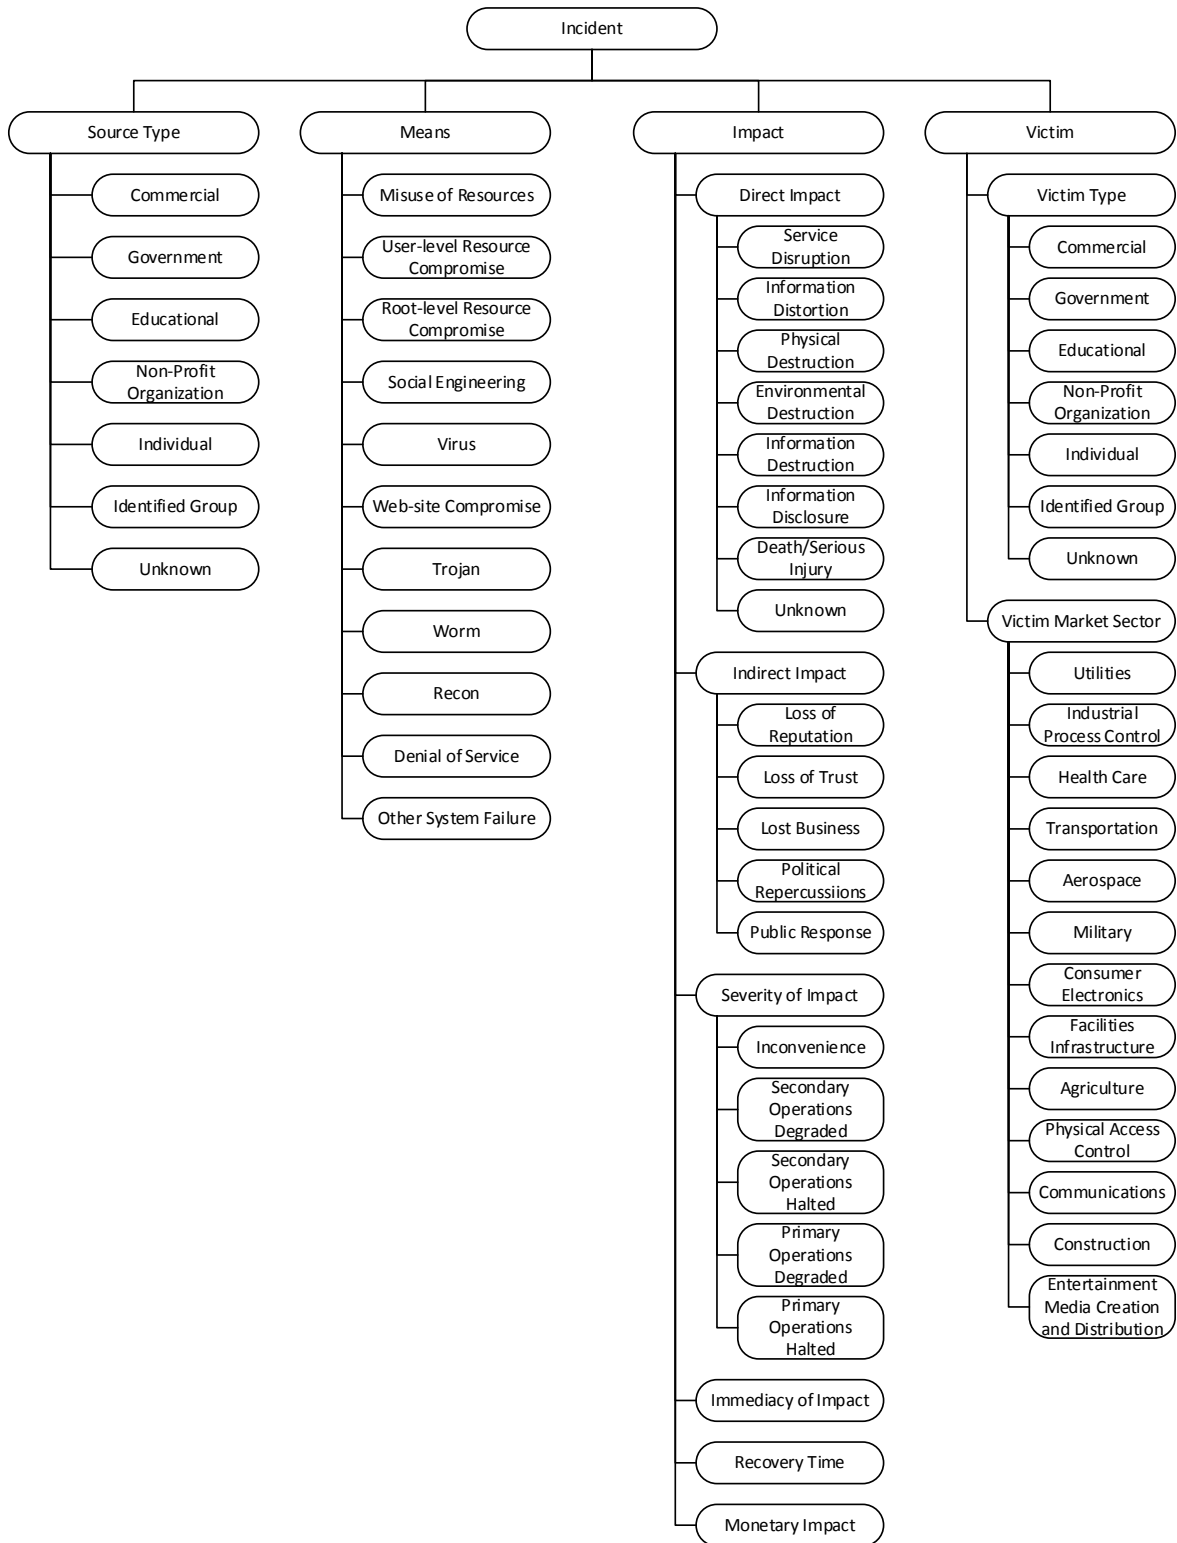 Incident
Source Type
Commercial
Government
Educational
Non-Profit
Organization
Individual
Identified Group
Unknown
Means
Misuse of Resources
User-level Resource
Compromise
Root-level Resource
Compromise
Social Engineering
Virus
Web-site Compromise
Trojan
Worm
Recon
Denial of Service
Other System Failure
Impact
Direct Impact
Service
Disruption
Information
Distortion
Physical
Destruction
Environmental
Destruction
Information
Destruction
Information
Disclosure
Death/Serious
Injury
Unknown
Indirect Impact
Loss of
Reputation
Loss of Trust
Lost Business
Political
Repercussiions
Public Response
Severity of Impact
Inconvenience
Secondary
Operations
Degraded
Secondary
Operations
Halted
Primary
Operations
Degraded
Primary
Operations
Halted
Immediacy of Impact
Recovery Time
Monetary Impact
Victim
Victim Type
Commercial
Government
Educational
Non-Profit
Organization
Individual
Identified Group
Unknown
Victim Market Sector
Utilities
Industrial
Process Control
Health Care
Transportation
Aerospace
Military
Consumer
Electronics
Facilities
Infrastructure
Agriculture
Physical Access
Control
Communications
Construction
Entertainment
Media Creation
and Distribution